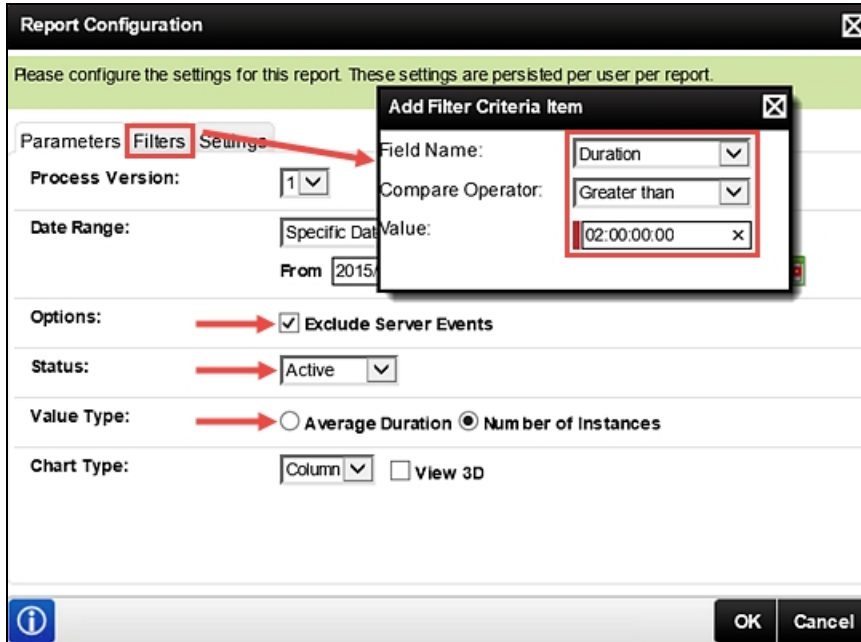 Report Configuration
Please configure the settings for this report. These settings are persisted per user per report.
Add Filter Criteria Item
Parameters Filters Settings
Field Name: Duration
Process Version: 1
Compare Operator: Greater than
Date Range: Specific Dat
Value: 02:00:00:00
From 2015/
Options: Exclude Server Events
Status: Active
Value Type: Average Duration Number of Instances
Chart Type: Column View 3D
OK Cancel